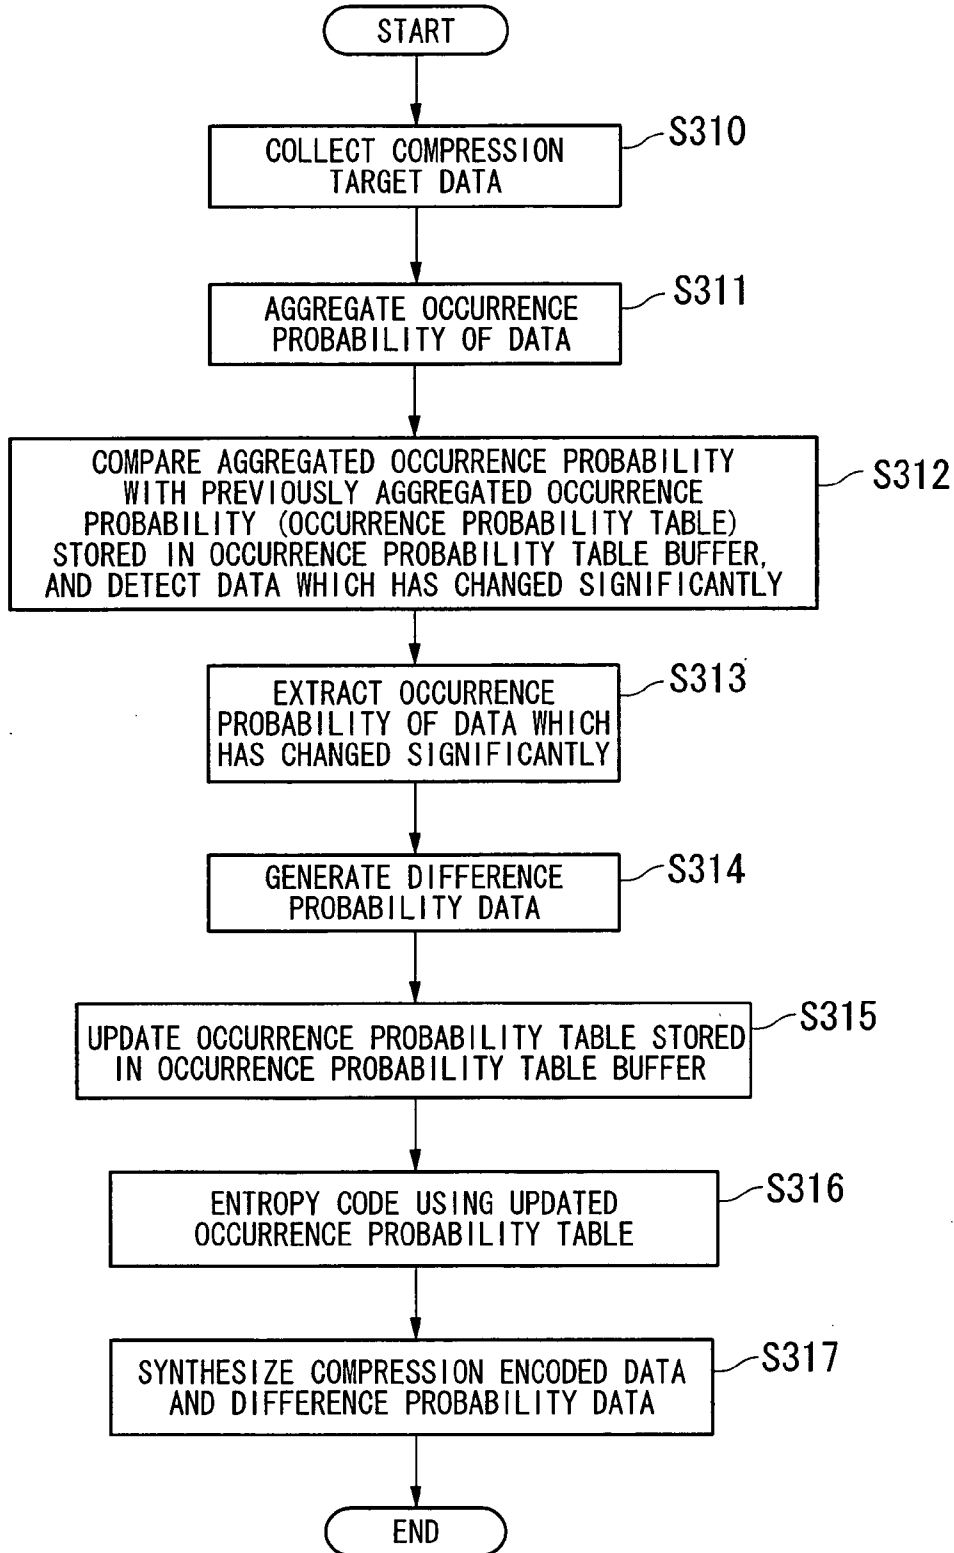 START
COLLECT COMPRESSION
TARGET DATA
S310
AGGREGATE OCCURRENCE
PROBABILITY OF DATA
S311
COMPARE AGGREGATED OCCURRENCE PROBABILITY
WITH PREVIOUSLY AGGREGATED OCCURRENCE
PROBABILITY (OCCURRENCE PROBABILITY TABLE)
STORED IN OCCURRENCE PROBABILITY TABLE BUFFER,
AND DETECT DATA WHICH HAS CHANGED SIGNIFICANTLY
S312
EXTRACT OCCURRENCE
PROBABILITY OF DATA WHICH
HAS CHANGED SIGNIFICANTLY
S313
GENERATE DIFFERENCE
PROBABILITY DATA
S314
UPDATE OCCURRENCE PROBABILITY TABLE STORED
IN OCCURRENCE PROBABILITY TABLE BUFFER
S315
ENTROPY CODE USING UPDATED
OCCURRENCE PROBABILITY TABLE
S316
SYNTHESIZE COMPRESSION ENCODED DATA
AND DIFFERENCE PROBABILITY DATA
S317
END